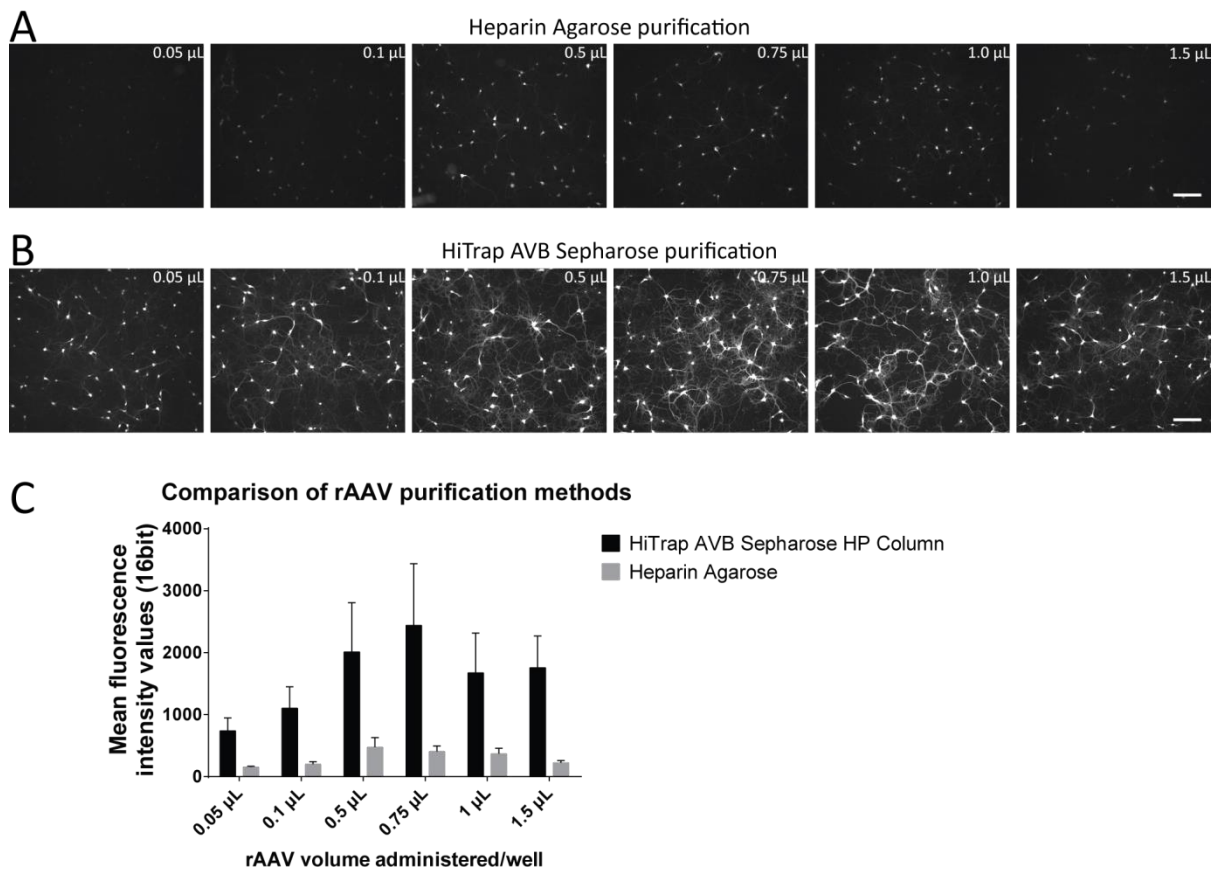 A
Heparin Agarose purification
0.05 µL 0.1 µL 0.5 µL 0.75 µL 1.0 µL 1.5 µL
B
HiTrap AVB Sepharose purification
0.05 µL 0.1 µL 0.5 µL 0.75 µL 1.0 µL 1.5 µL
C
Comparison of rAAV purification methods
Mean fluorescence
intensity values (16bit)
4000
3000
2000
1000
0
HiTrap AVB Sepharose HP Column
Heparin Agarose
0.05 µL 0.1 µL 0.5 µL 0.75 µL 1 µL 1.5 µL
rAAV volume administered/well